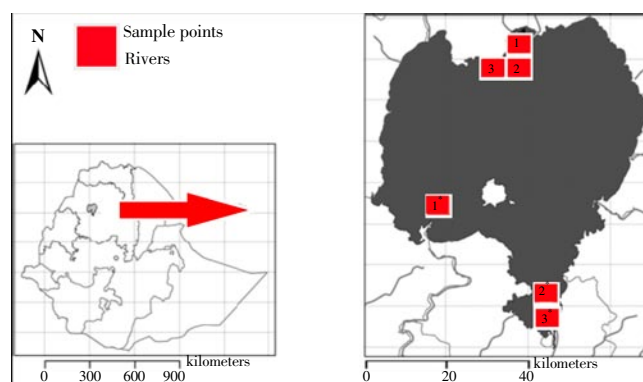 N
Sample points
Rivers
1
3 2
1*
2*
3*
kilometers
0 300 600 900
kilometers
0 20 40